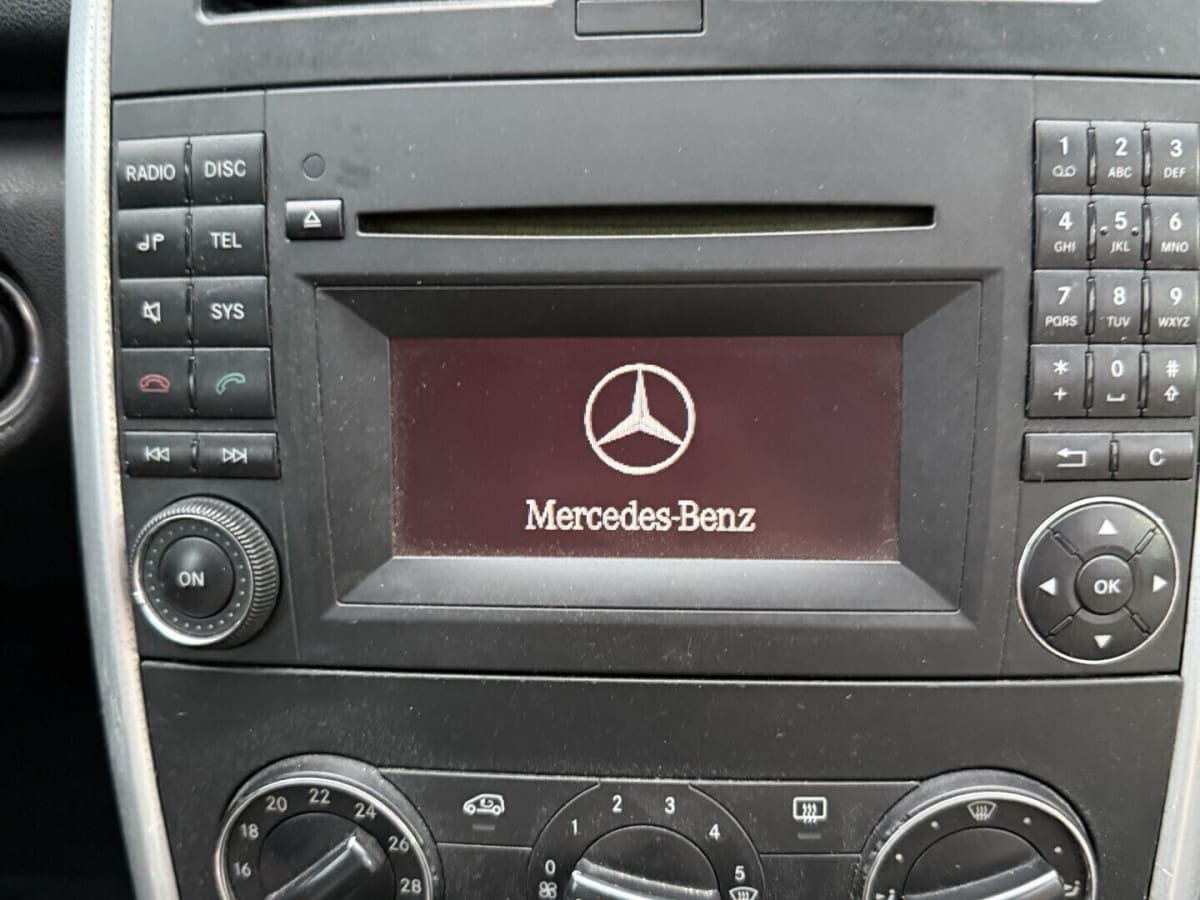 RADIO DISC
TEL
SYS
ON
Mercedes-Benz
1 2 3
ABC DEF
4 5 6
GHI JKL MNO
7 8 9
PQRS TUV WXYZ
* 0 #
+
C
OK
16 18 20 22 24 26 28
0 1 2 3 4 5